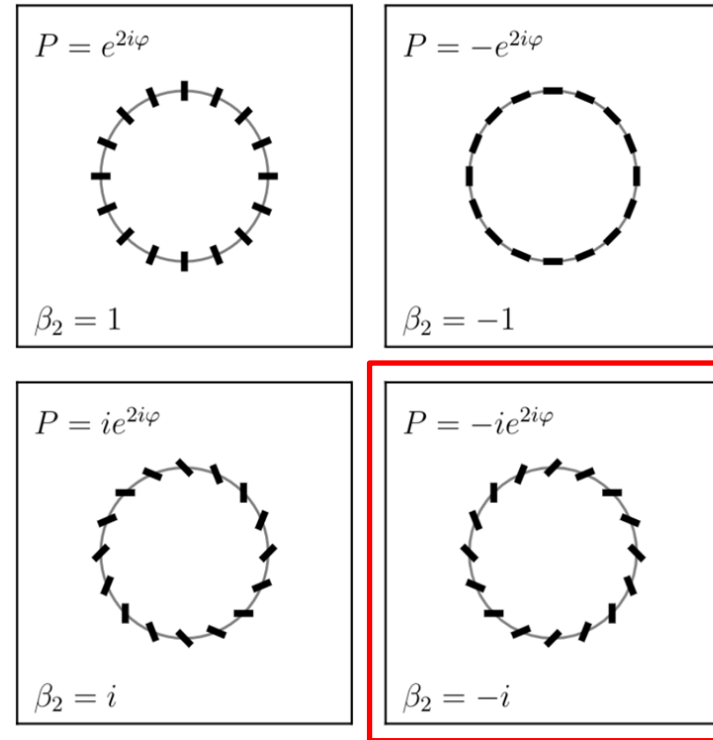 P = e^{2iφ}
β₂ = 1
P = −e^{2iφ}
β₂ = −1
P = ie^{2iφ}
β₂ = i
P = −ie^{2iφ}
β₂ = −i